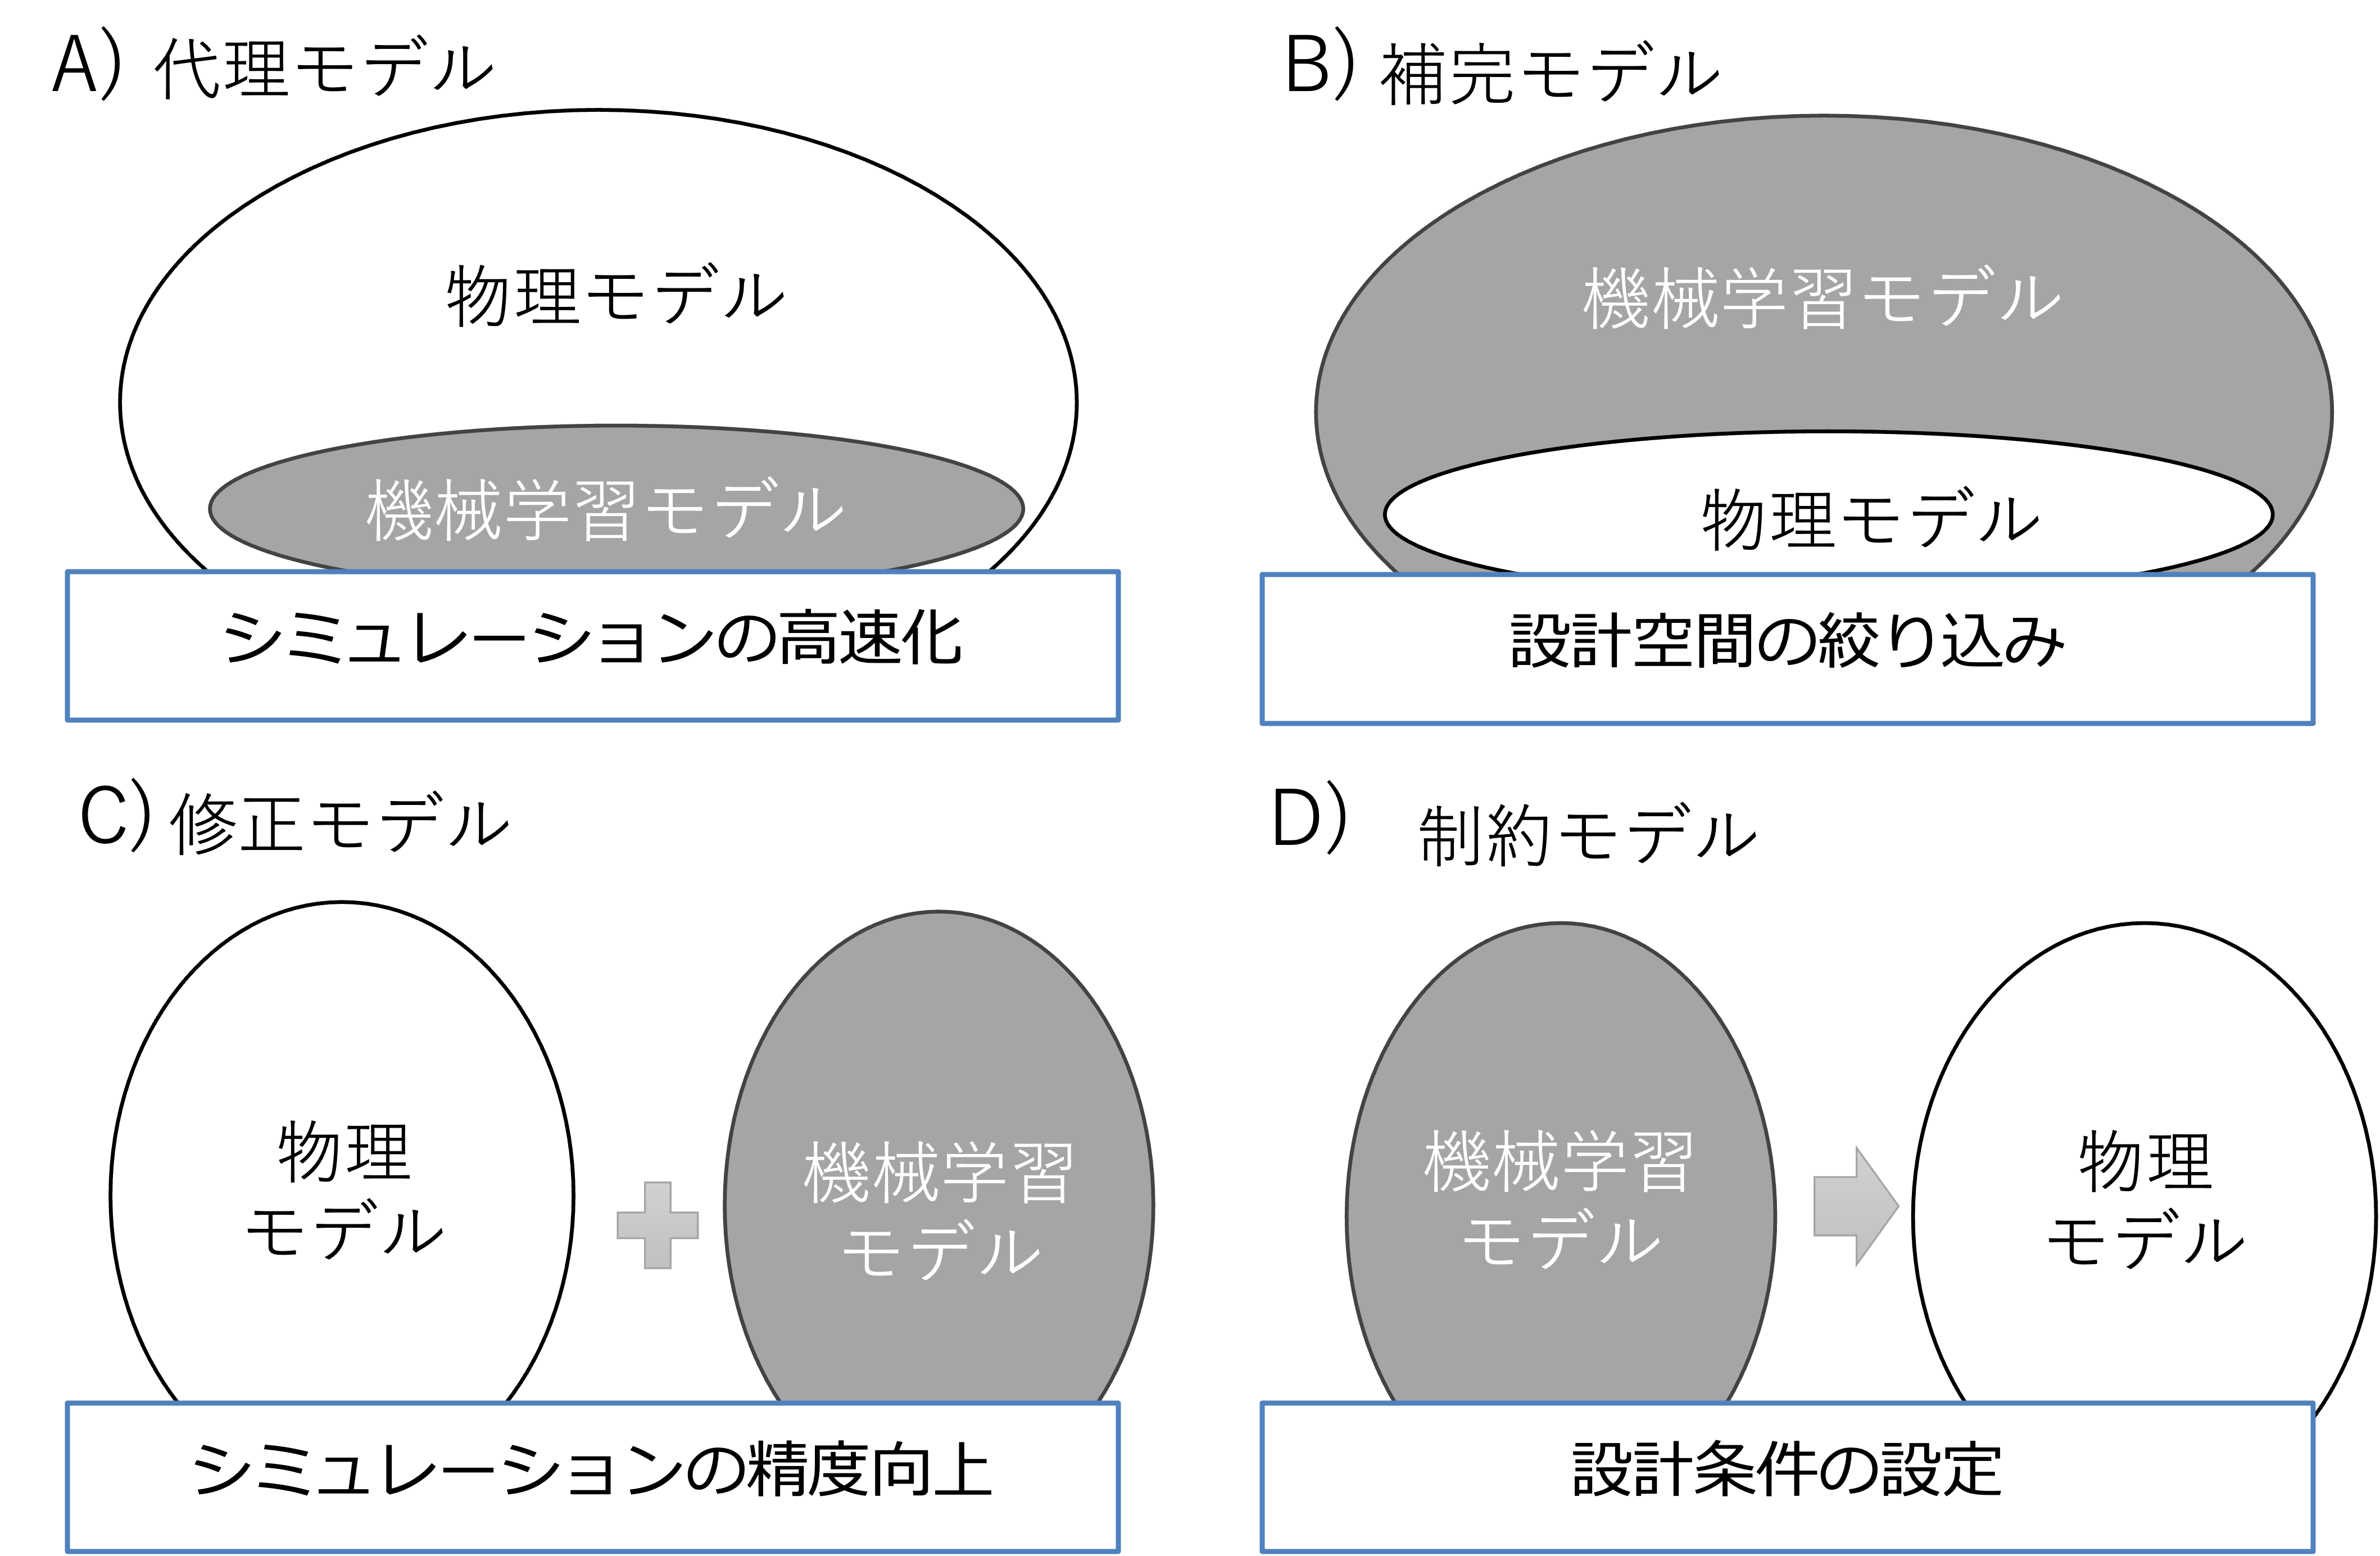 A) 代理モデル
物理モデル
機械学習モデル
シミュレーションの高速化
B) 補完モデル
機械学習モデル
物理モデル
設計空間の絞り込み
C) 修正モデル
物理
モデル
機械学習
モデル
シミュレーションの精度向上
D) 制約モデル
機械学習
モデル
物理
モデル
設計条件の設定